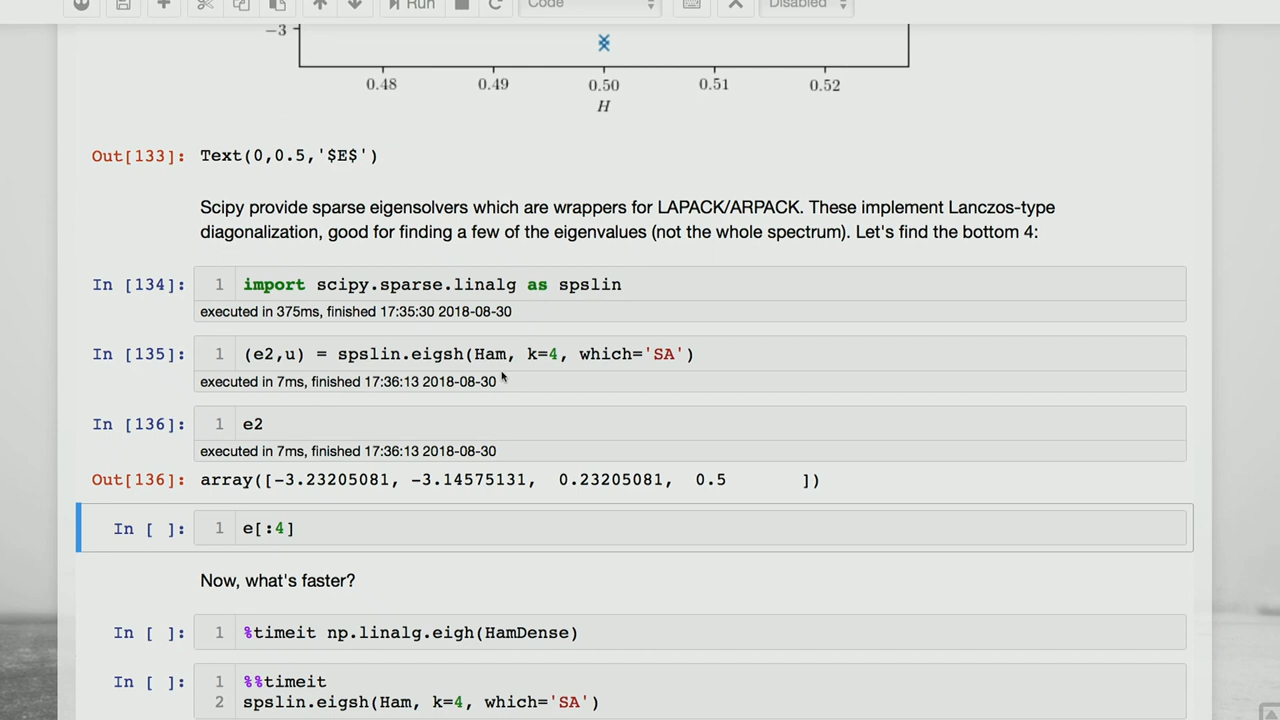 Run
Code
Disabled
−3
0.48 0.49 0.50 0.51 0.52
H
Out[133]: Text(0,0.5,'$E$')
Scipy provide sparse eigensolvers which are wrappers for LAPACK/ARPACK. These implement Lanczos-type
diagonalization, good for finding a few of the eigenvalues (not the whole spectrum). Let's find the bottom 4:
In [134]: 1 import scipy.sparse.linalg as spslin
executed in 375ms, finished 17:35:30 2018-08-30
In [135]: 1 (e2,u) = spslin.eigsh(Ham, k=4, which='SA')
executed in 7ms, finished 17:36:13 2018-08-30
In [136]: 1 e2
executed in 7ms, finished 17:36:13 2018-08-30
Out[136]: array([-3.23205081, -3.14575131, 0.23205081, 0.5 ])
In [ ]: 1 e[:4]
Now, what's faster?
In [ ]: 1 %timeit np.linalg.eigh(HamDense)
In [ ]: 1 %%timeit
2 spslin.eigsh(Ham, k=4, which='SA')